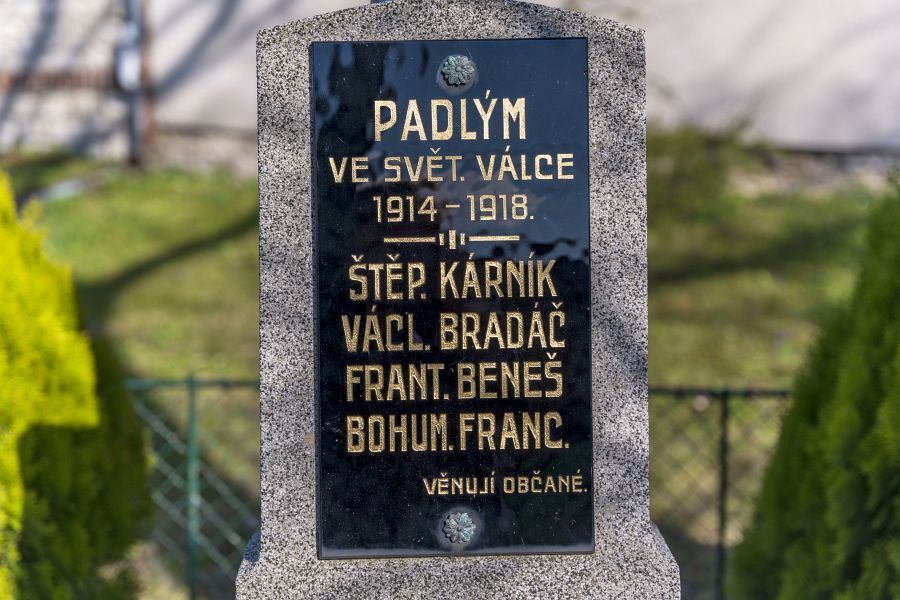 PADLÝM
VE SVĚT. VÁLCE
1914 – 1918.
ŠTĚP. KÁRNÍK
VÁCL. BRADÁČ
FRANT. BENEŠ
BOHUM. FRANC.
VĚNUJÍ OBČANÉ.